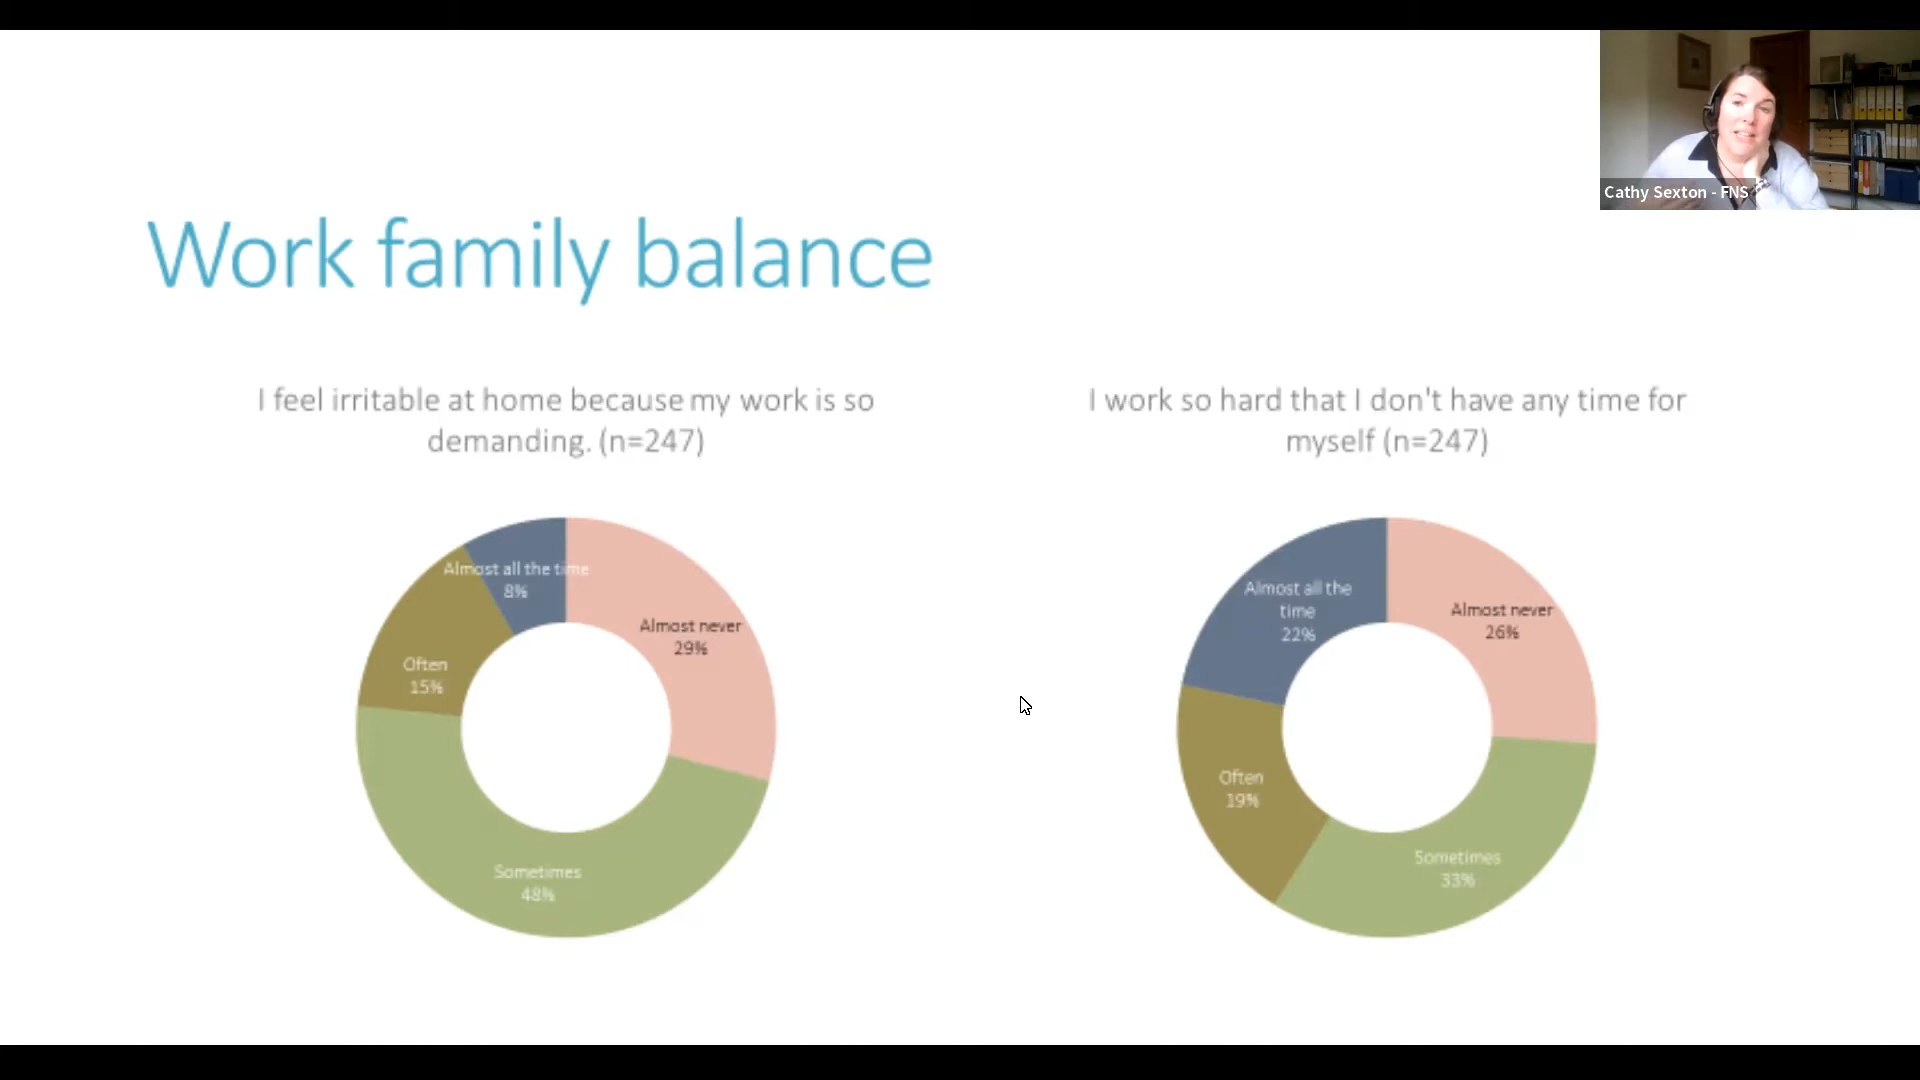 Cathy Sexton - FNS
Work family balance
I feel irritable at home because my work is so
demanding. (n=247)
Almost all the time
8%
Almost never
29%
Often
15%
Sometimes
48%
I work so hard that I don't have any time for
myself (n=247)
Almost all the
time
22%
Almost never
26%
Often
19%
Sometimes
33%